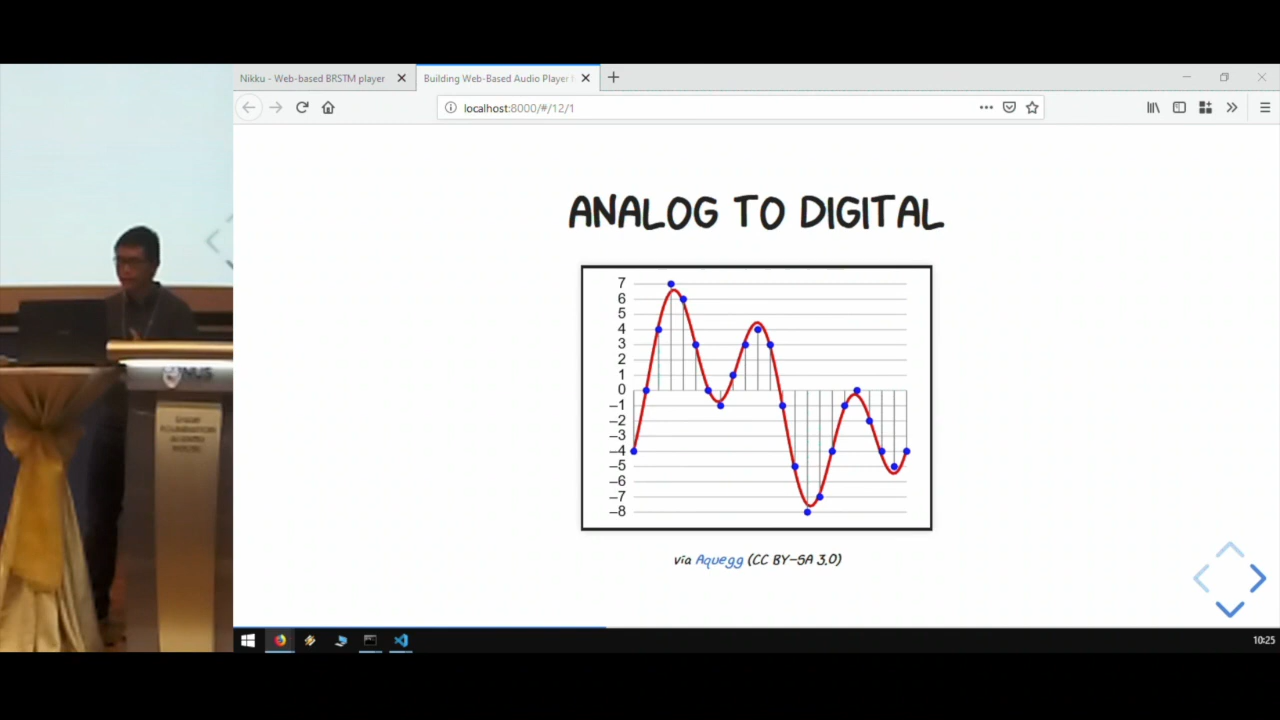 Nikku - Web-based BRSTM player
Building Web-Based Audio Player
localhost:8000/#/12/1
ANALOG TO DIGITAL
7
6
5
4
3
2
1
0
–1
–2
–3
–4
–5
–6
–7
–8
via Aquegg (CC BY-SA 3.0)
NUS
10:25